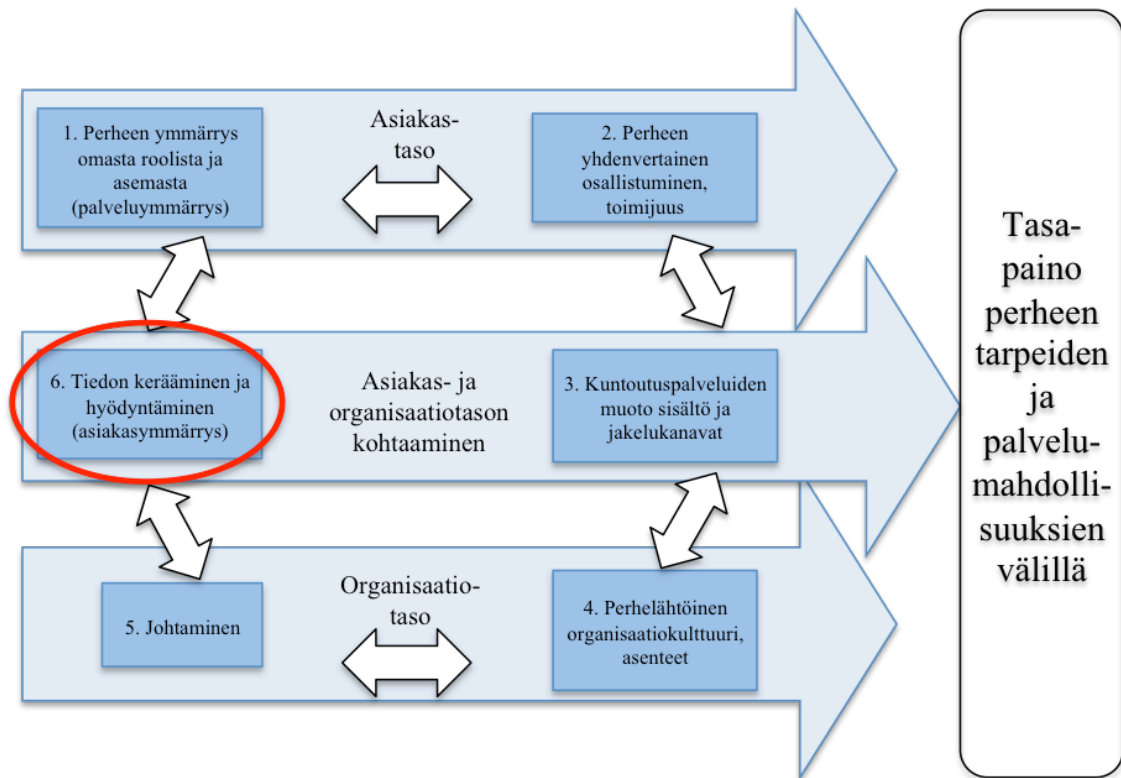 1. Perheen ymmärrys
omasta roolista ja
asemasta
(palveluymmärrys)
Asiakas-
taso
2. Perheen
yhdenvertainen
osallistuminen,
toimijuus
6. Tiedon kerääminen ja
hyödyntäminen
(asiakasymmärrys)
Asiakas- ja
organisaatiotason
kohtaaminen
3. Kuntoutuspalveluiden
muoto sisältö ja
jakelukanavat
5. Johtaminen
Organisaatio-
taso
4. Perhelähtöinen
organisaatiokulttuuri,
asenteet
Tasa-
paino
perheen
tarpeiden
ja
palvelu-
mahdolli-
suuksien
välillä